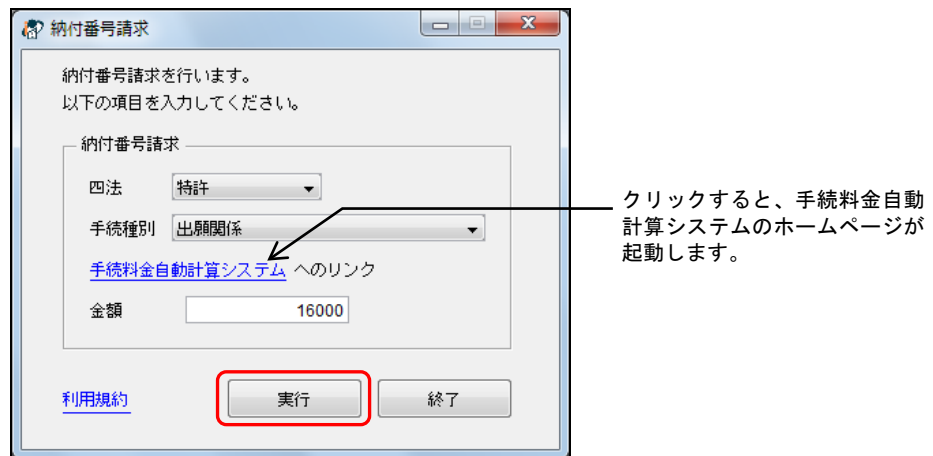 納付番号請求
納付番号請求を行います。
以下の項目を入力してください。
納付番号請求
四法 特許
手続種別 出願関係
手続料金自動計算システム へのリンク
金額 16000
利用規約 実行 終了
クリックすると、手続料金自動
計算システムのホームページが
起動します。